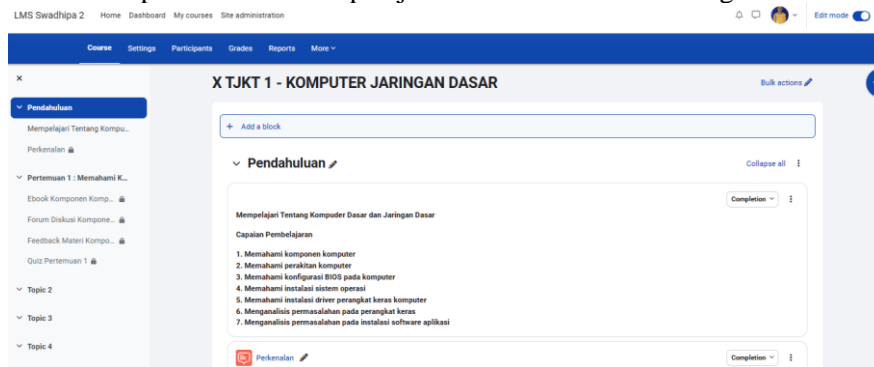 LMS Swadhipa 2 Home Dashboard My courses Site administration Edit mode
Course Settings Participants Grades Reports More
X TJKT 1 - KOMPUTER JARINGAN DASAR
Bulk actions
Pendahuluan
Mempelajari Tentang Kompu...
Perkenalan
Pertemuan 1 : Memahami K...
Ebook Komponen Komp...
Forum Diskusi Kompone...
Feedback Materi Kompo...
Quiz Pertemuan 1
Topic 2
Topic 3
Topic 4
+ Add a block
Pendahuluan
Collapse all
Completion
Mempelajari Tentang Kompuder Dasar dan Jaringan Dasar
Capaian Pembelajaran
1. Memahami komponen komputer
2. Memahami perakitan komputer
3. Memahami konfigurasi BIOS pada komputer
4. Memahami instalasi sistem operasi
5. Memahami instalasi driver perangkat keras komputer
6. Menganalisis permasalahan pada perangkat keras
7. Menganalisis permasalahan pada instalasi software aplikasi
Perkenalan
Completion